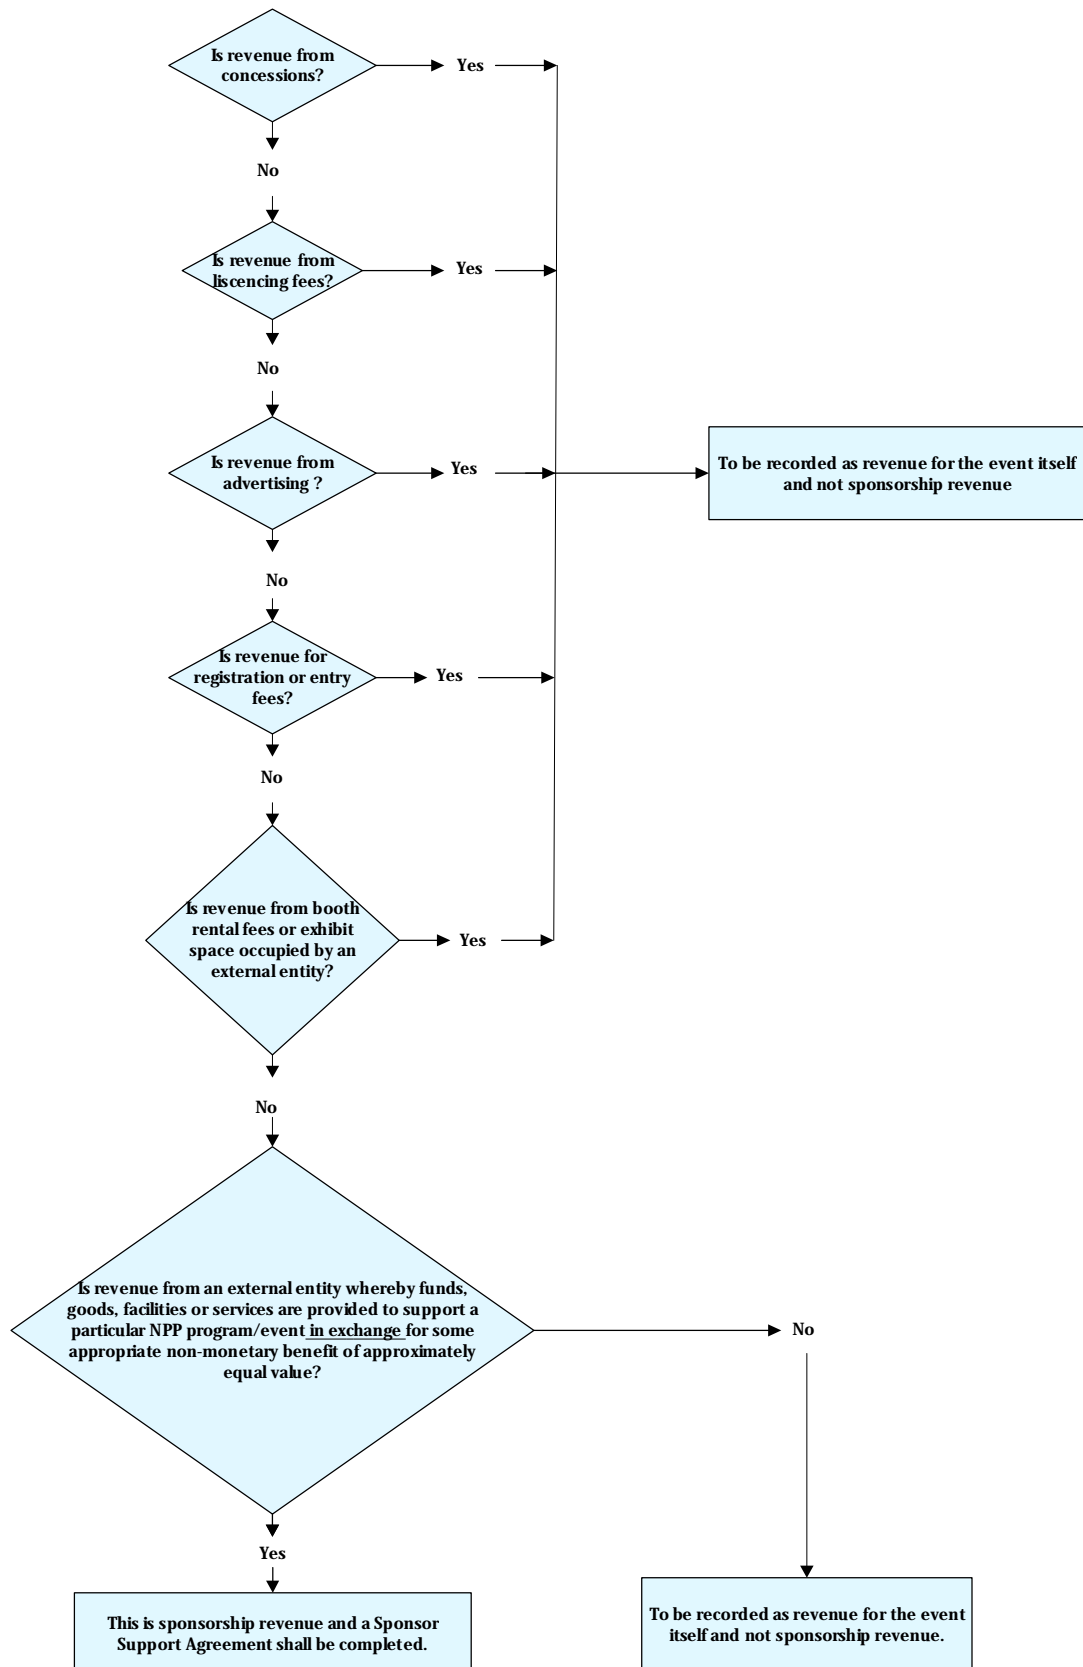 Is revenue from
concessions?
Yes
No
Is revenue from
liscencing fees?
Yes
No
Is revenue from
advertising ?
Yes
To be recorded as revenue for the event itself
and not sponsorship revenue
No
Is revenue for
registration or entry
fees?
Yes
No
Is revenue from booth
rental fees or exhibit
space occupied by an
external entity?
Yes
No
Is revenue from an external entity whereby funds,
goods, facilities or services are provided to support a
particular NPP program/event in exchange for some
appropriate non-monetary benefit of approximately
equal value?
No
Yes
This is sponsorship revenue and a Sponsor
Support Agreement shall be completed.
To be recorded as revenue for the event
itself and not sponsorship revenue.